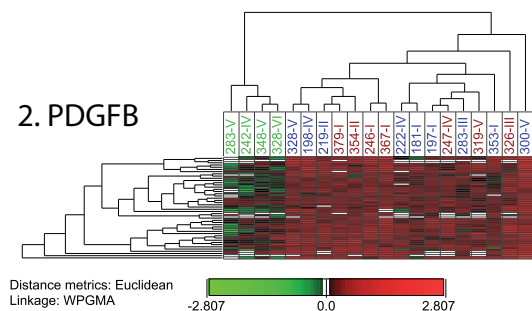 2. PDGFB
283-V
242-IV
348-V
328-VI
328-V
198-IV
219-II
379-I
354-II
246-I
367-I
222-IV
181-I
197-I
247-IV
283-III
319-V
353-I
326-III
300-V
Distance metrics: Euclidean
Linkage: WPGMA
-2.807
0.0
2.807